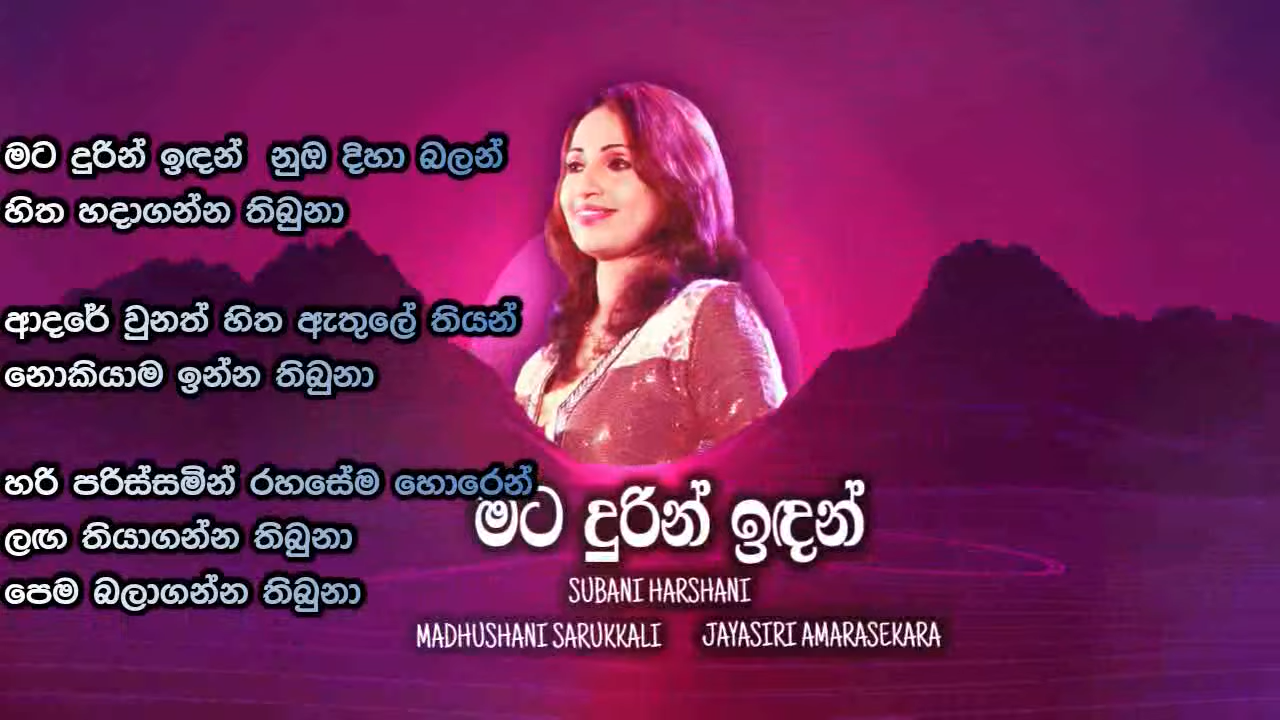 මට දුරින් ඉඳන් නුඹ දිහා බලන්
හිත හදාගන්න තිබුනා
ආදරේ වුනත් හිත ඇතුලේ තියන්
නොකියාම ඉන්න තිබුනා
හරි පරිස්සමින් රහසේම හොරෙන්
ලඟ තියාගන්න තිබුනා
පෙම බලාගන්න තිබුනා
මට දුරින් ඉඳන්
SUBANI HARSHANI
MADHUSHANI SARUKKALI JAYASIRI AMARASEKARA